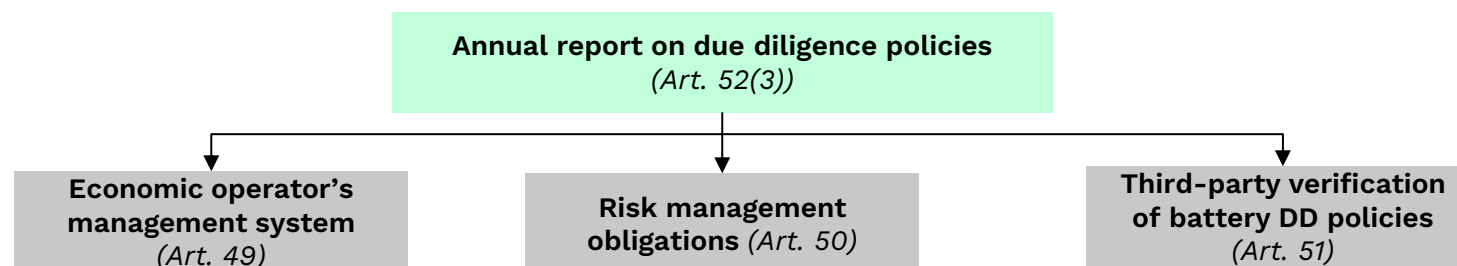 Annual report on due diligence policies
(Art. 52(3))
Economic operator’s
management system
(Art. 49)
Risk management
obligations (Art. 50)
Third-party verification
of battery DD policies
(Art. 51)